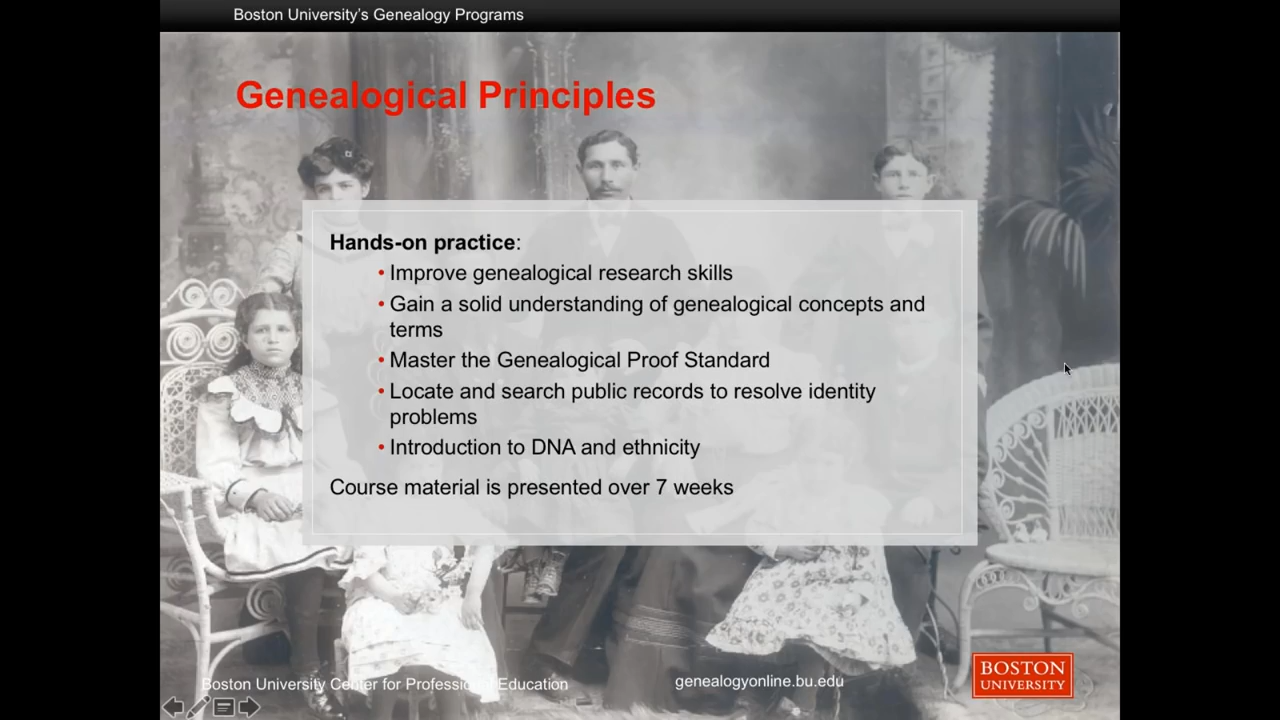 Boston University's Genealogy Programs
Genealogical Principles
Hands-on practice:
• Improve genealogical research skills
• Gain a solid understanding of genealogical concepts and
terms
• Master the Genealogical Proof Standard
• Locate and search public records to resolve identity
problems
• Introduction to DNA and ethnicity
Course material is presented over 7 weeks
Boston University Center for Professional Education
genealogyonline.bu.edu
BOSTON
UNIVERSITY